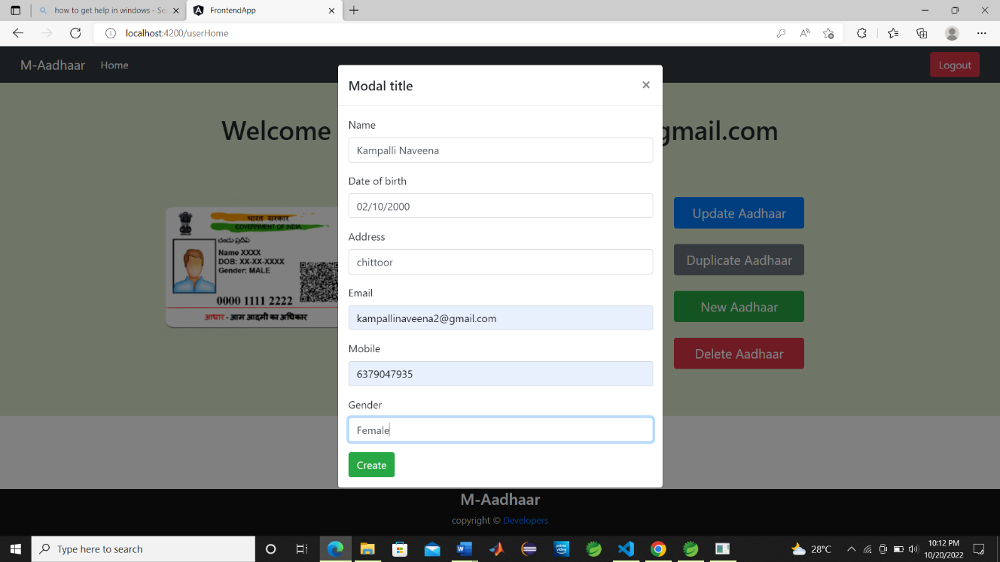 how to get help in windows - Se
FrontendApp
localhost:4200/userHome
M-Aadhaar
Home
Logout
Welcome
gmail.com
Modal title
Name
Kampalli Naveena
Date of birth
02/10/2000
Address
chittoor
Email
kampallinaveena2@gmail.com
Mobile
6379047935
Gender
Female
Create
भारत सरकार
GOVERNMENT OF INDIA
Name XXXX
DOB: XX-XX-XXXX
Gender: MALE
0000 1111 2222
आधार - आम आदमी का अधिकार
Update Aadhaar
Duplicate Aadhaar
New Aadhaar
Delete Aadhaar
M-Aadhaar
copyright © Developers
Type here to search
28°C
10:12 PM
10/20/2022